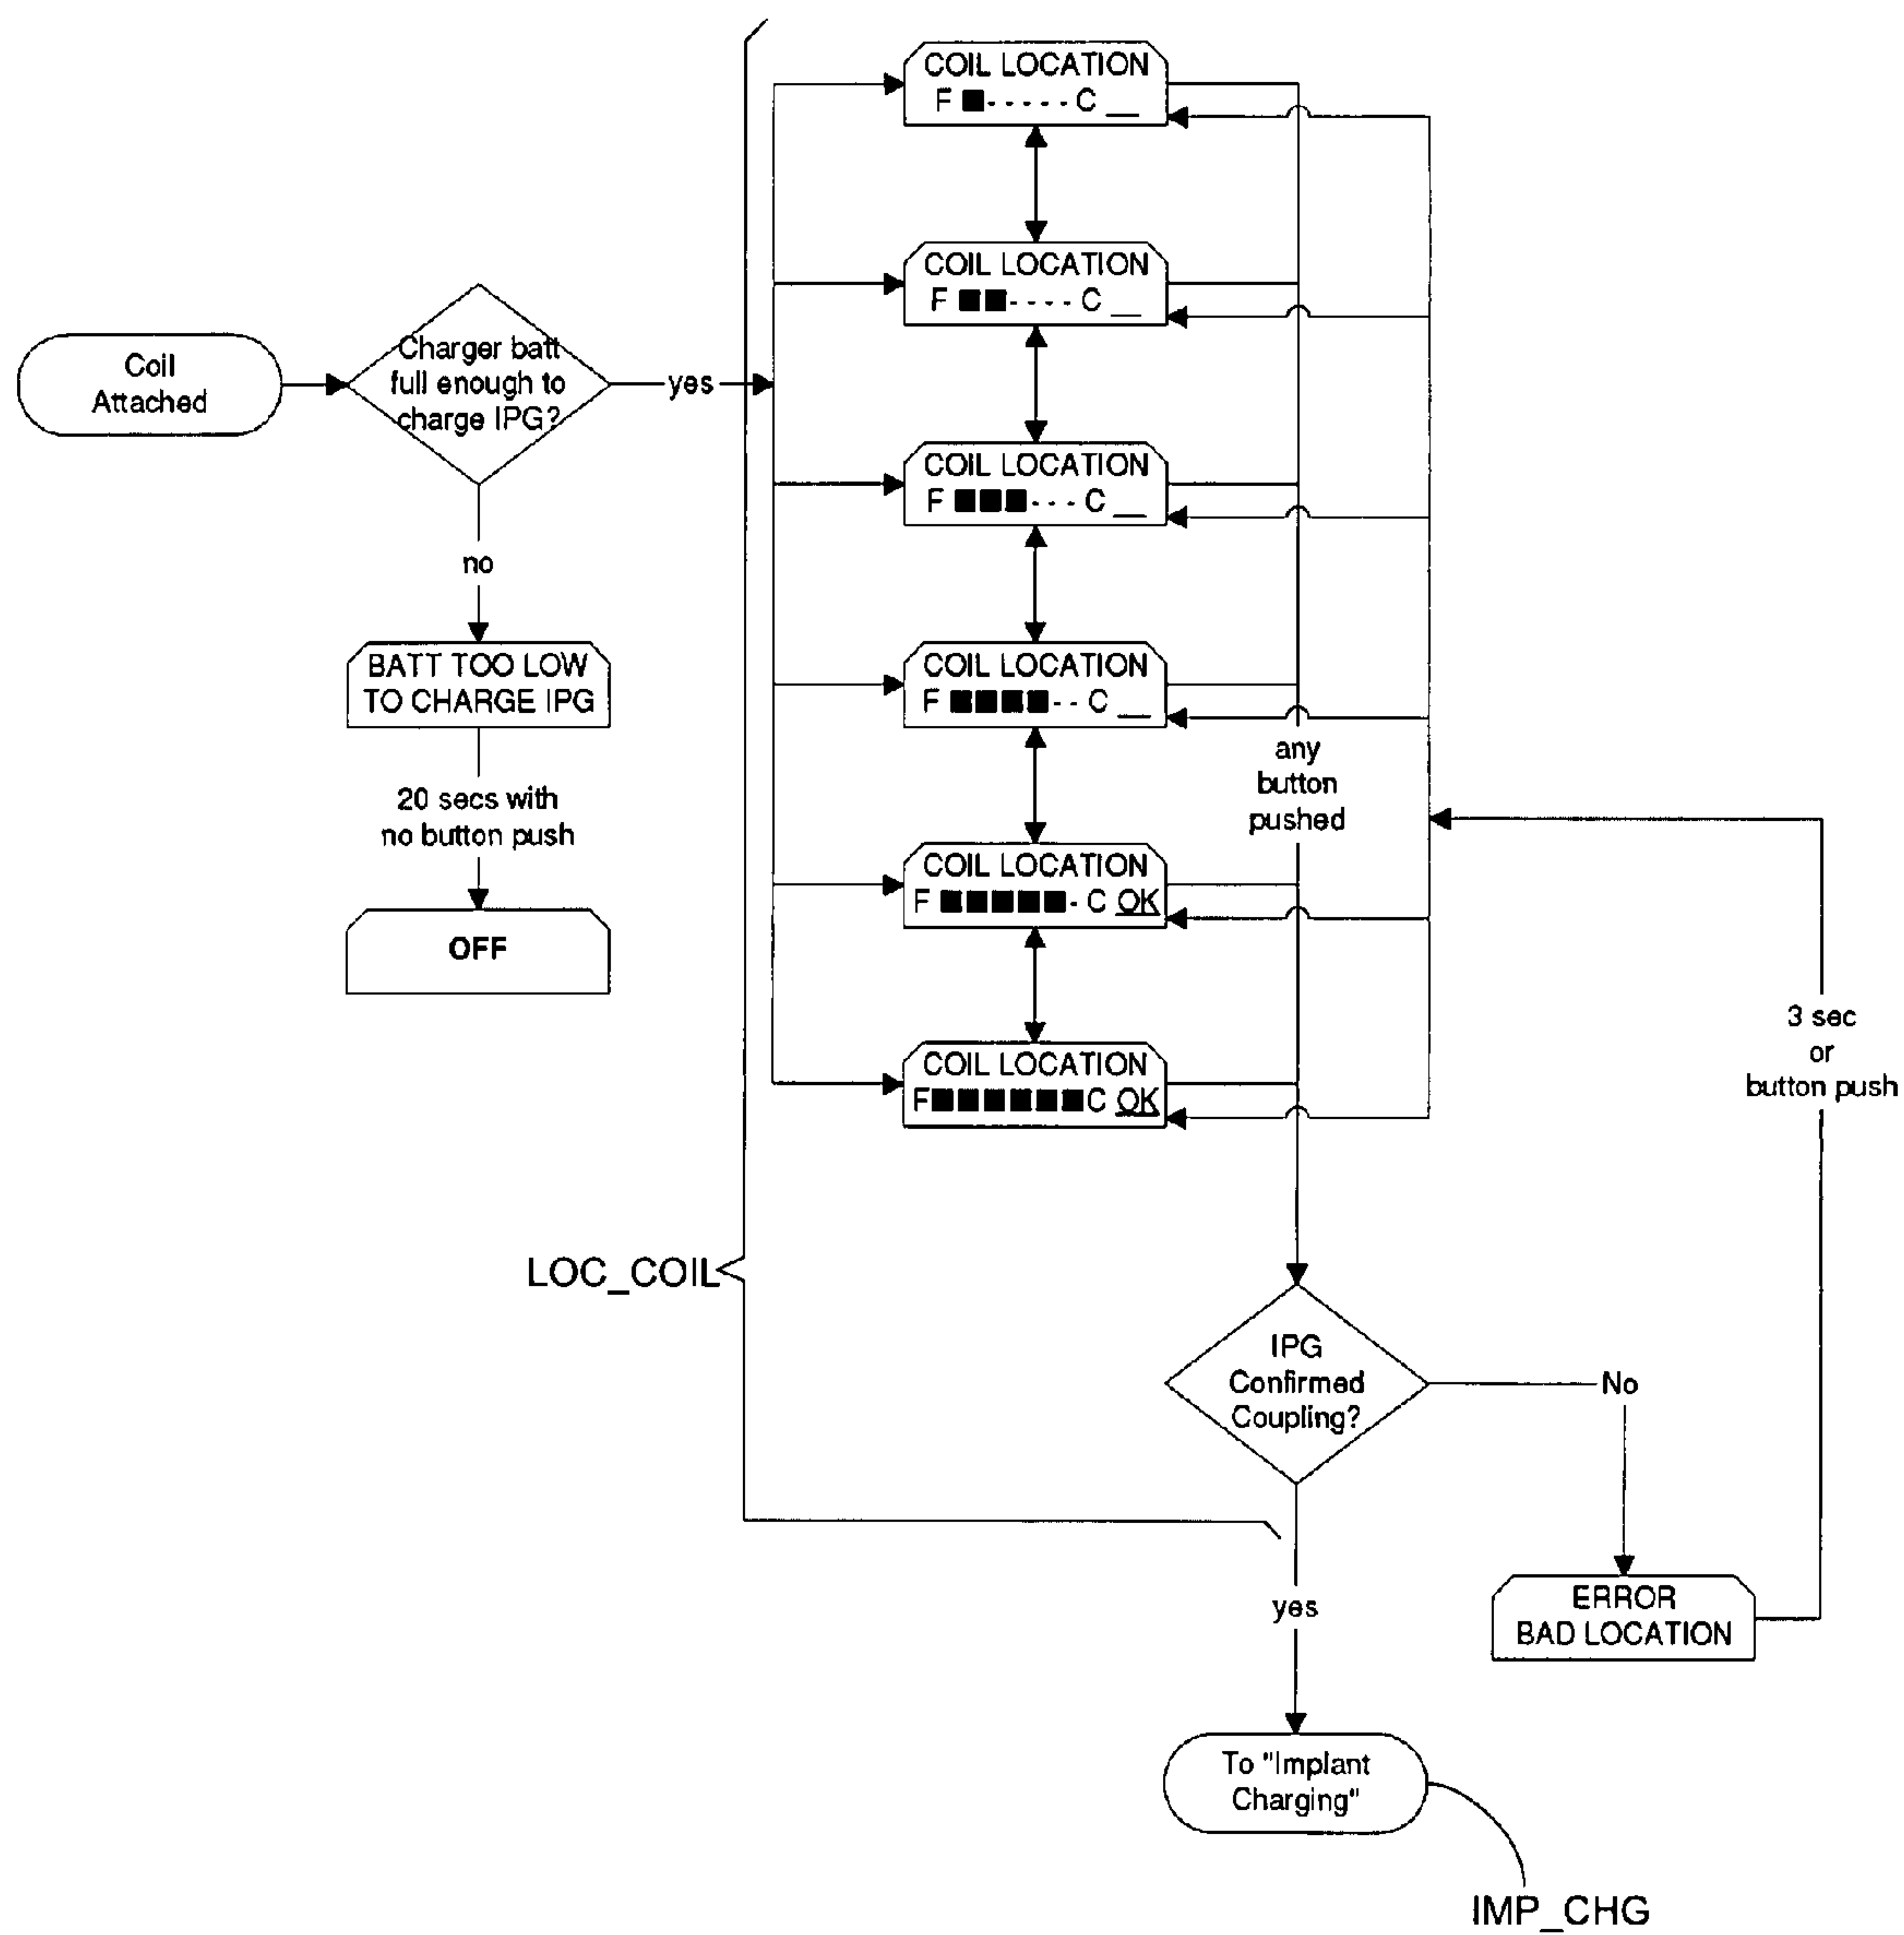 COIL LOCATION
F ■----- C __
COIL LOCATION
F ■■---- C __
Coil
Attached
Charger batt
full enough to
charge IPG?
yes
COIL LOCATION
F ■■■--- C __
no
BATT TOO LOW
TO CHARGE IPG
COIL LOCATION
F ■■■■-- C __
any
button
pushed
20 secs with
no button push
COIL LOCATION
F ■■■■■- C OK
OFF
3 sec
or
button push
COIL LOCATION
F■■■■■■C OK
LOC_COIL
IPG
Confirmed
Coupling?
No
yes
ERROR
BAD LOCATION
To "Implant
Charging"
IMP_CHG